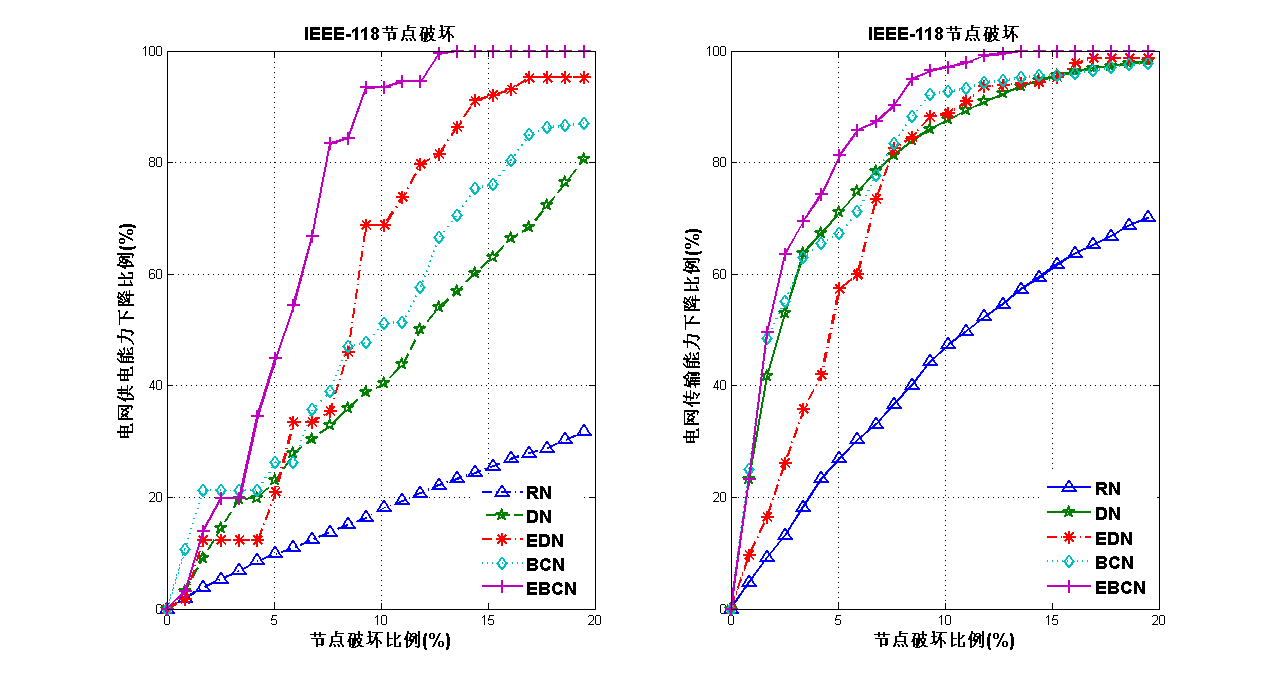 IEEE-118节点破坏
电网供电能力下降比例(%)
100
80
60
40
20
0
0
5
10
15
20
节点破坏比例(%)
RN
DN
EDN
BCN
EBCN
IEEE-118节点破坏
电网传输能力下降比例(%)
100
80
60
40
20
0
0
5
10
15
20
节点破坏比例(%)
RN
DN
EDN
BCN
EBCN